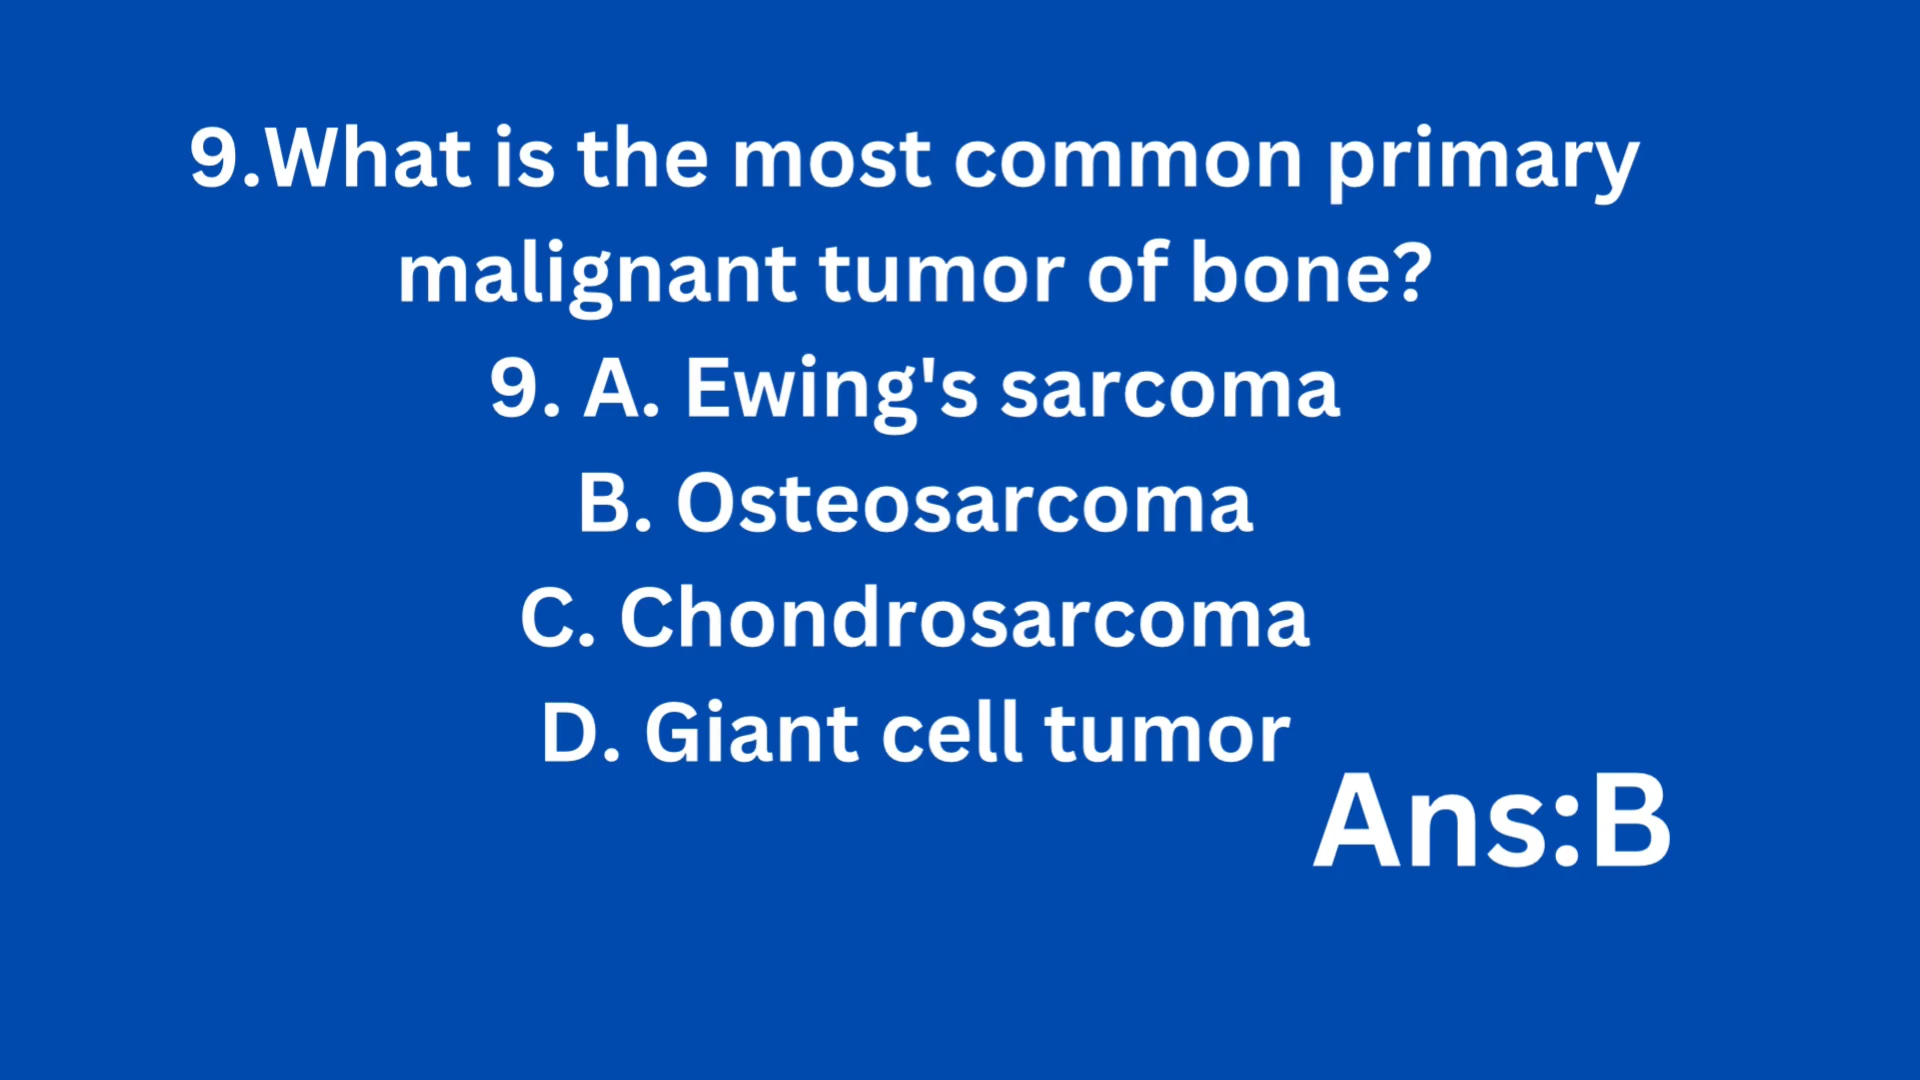 9.What is the most common primary
malignant tumor of bone?
9. A. Ewing's sarcoma
B. Osteosarcoma
C. Chondrosarcoma
D. Giant cell tumor
Ans:B